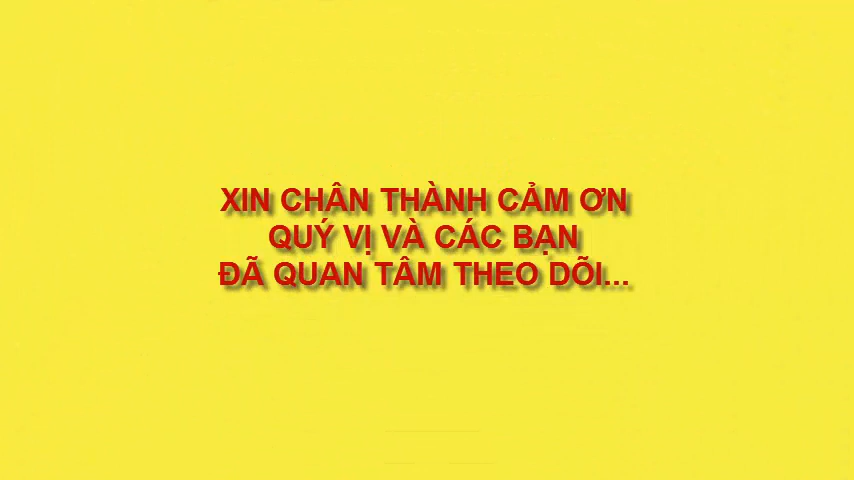 XIN CHÂN THÀNH CẢM ƠN
QUÝ VỊ VÀ CÁC BẠN
ĐÃ QUAN TÂM THEO DÕI...